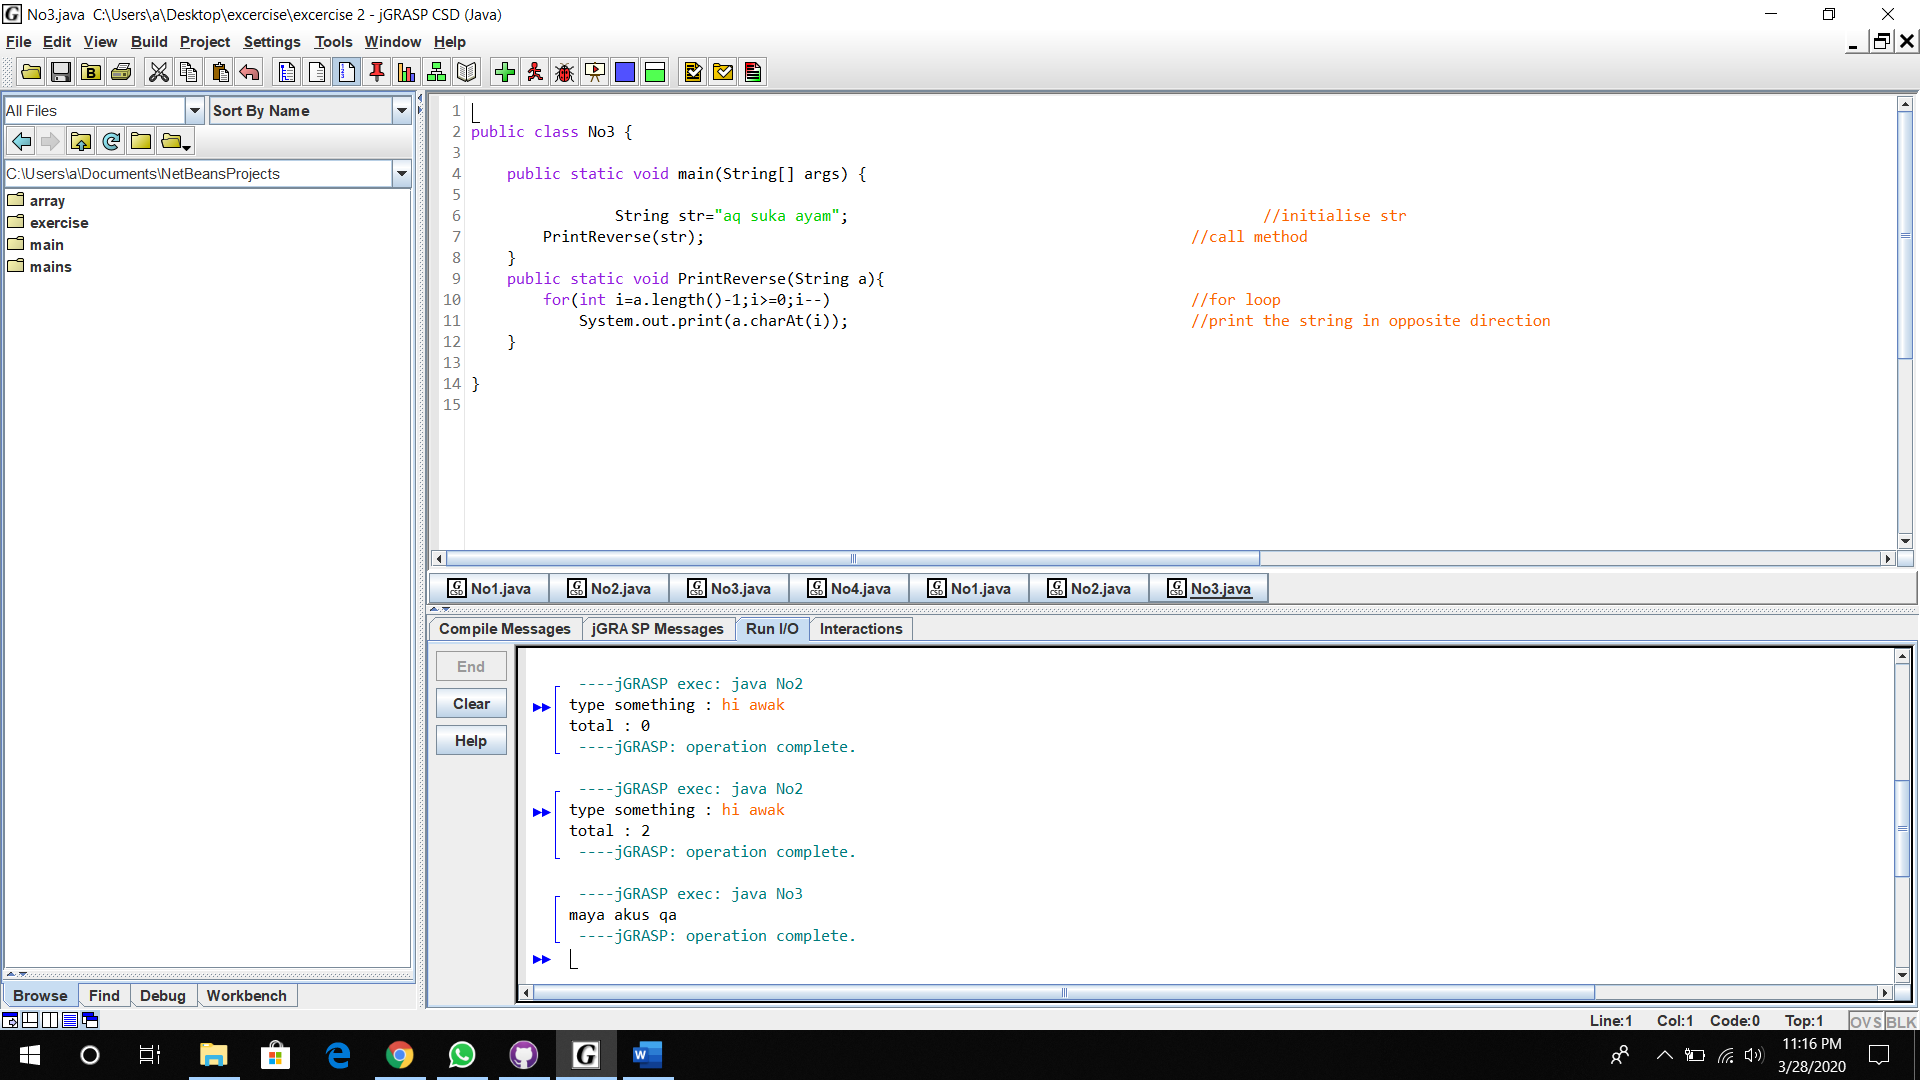 No3.java  C:\Users\a\Desktop\excercise\excercise 2 - jGRASP CSD (Java)
File Edit View Build Project Settings Tools Window Help
All Files Sort By Name
C:\Users\a\Documents\NetBeansProjects
array
exercise
main
mains
Browse Find Debug Workbench
1
2 public class No3 {
3
4 public static void main(String[] args) {
5
6 String str="aq suka ayam"; //initialise str
7 PrintReverse(str); //call method
8 }
9 public static void PrintReverse(String a){
10 for(int i=a.length()-1;i>=0;i--) //for loop
11 System.out.print(a.charAt(i)); //print the string in opposite direction
12 }
13
14 }
15
No1.java No2.java No3.java No4.java No1.java No2.java No3.java
Compile Messages jGRASP Messages Run I/O Interactions
End
Clear
Help
----jGRASP exec: java No2
type something : hi awak
total : 0
----jGRASP: operation complete.
----jGRASP exec: java No2
type something : hi awak
total : 2
----jGRASP: operation complete.
----jGRASP exec: java No3
maya akus qa
----jGRASP: operation complete.
Line:1 Col:1 Code:0 Top:1 OVS BLK
11:16 PM
3/28/2020